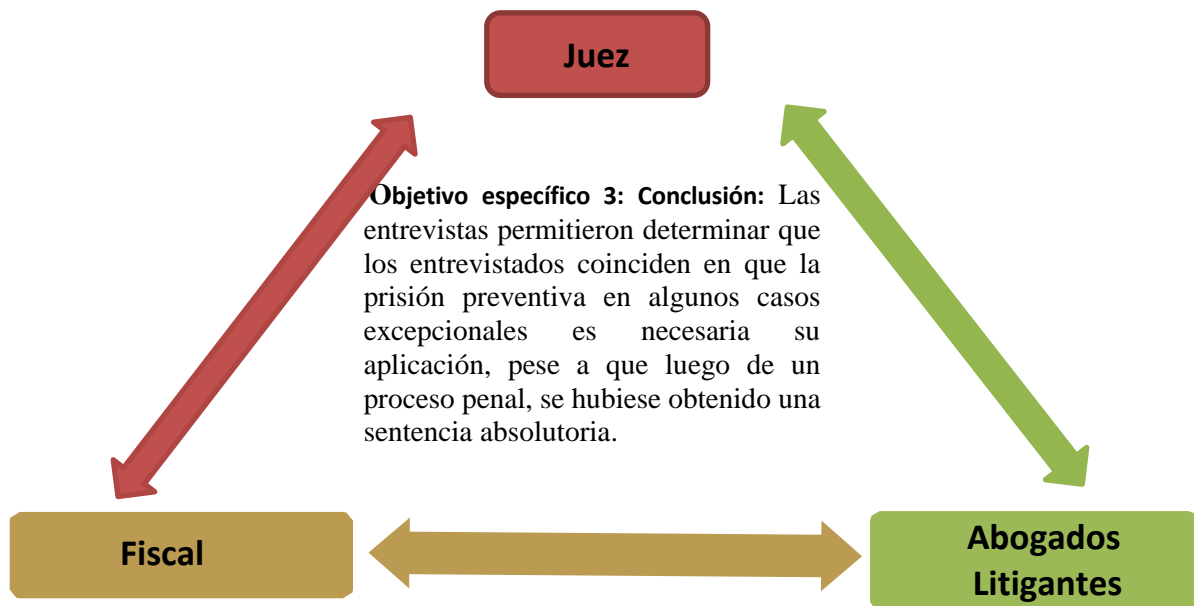 Juez
Objetivo específico 3: Conclusión: Las
entrevistas permitieron determinar que
los entrevistados coinciden en que la
prisión preventiva en algunos casos
excepcionales es necesaria su
aplicación, pese a que luego de un
proceso penal, se hubiese obtenido una
sentencia absolutoria.
Fiscal
Abogados
Litigantes